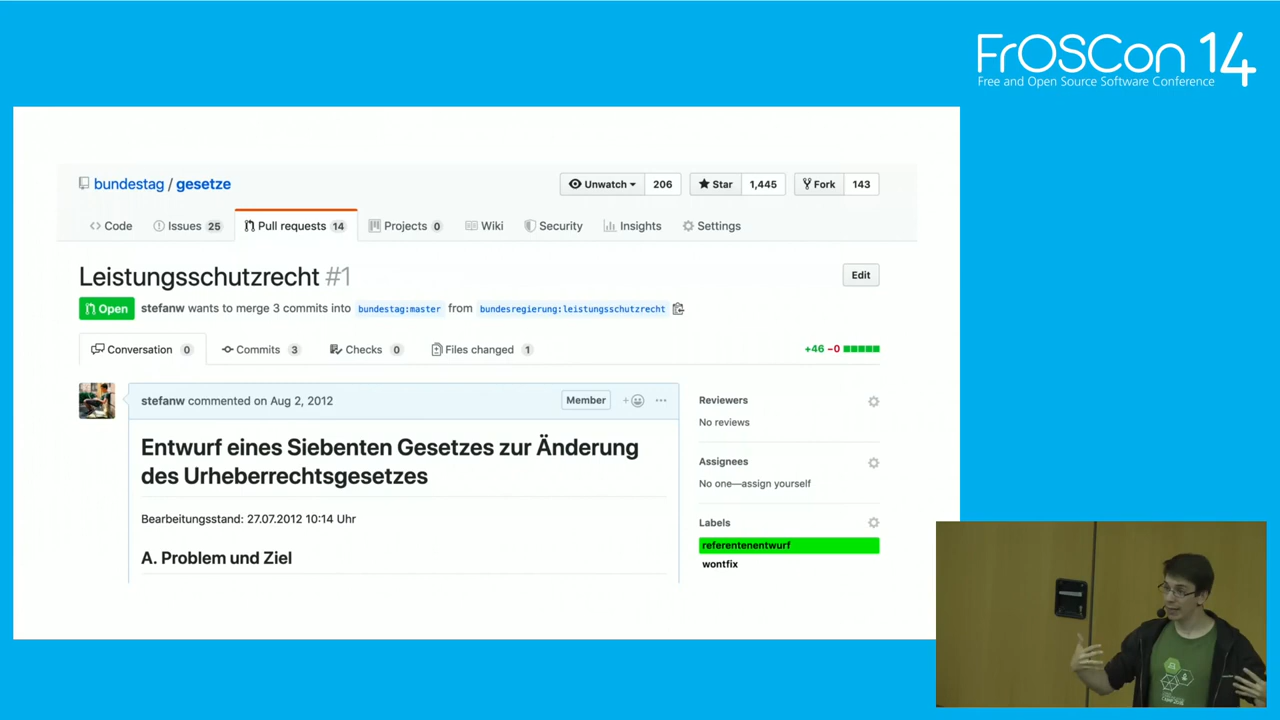 FrOSCon 14
Free and Open Source Software Conference
bundestag / gesetze
Unwatch 206 Star 1,445 Fork 143
Code Issues 25 Pull requests 14 Projects 0 Wiki Security Insights Settings
Leistungsschutzrecht #1
Edit
Open stefanw wants to merge 3 commits into bundestag:master from bundesregierung:leistungsschutzrecht
Conversation 0 Commits 3 Checks 0 Files changed 1
+46 −0
stefanw commented on Aug 2, 2012
Member
Entwurf eines Siebenten Gesetzes zur Änderung
des Urheberrechtsgesetzes
Bearbeitungsstand: 27.07.2012 10:14 Uhr
A. Problem und Ziel
Reviewers
No reviews
Assignees
No one—assign yourself
Labels
referentenentwurf
wontfix